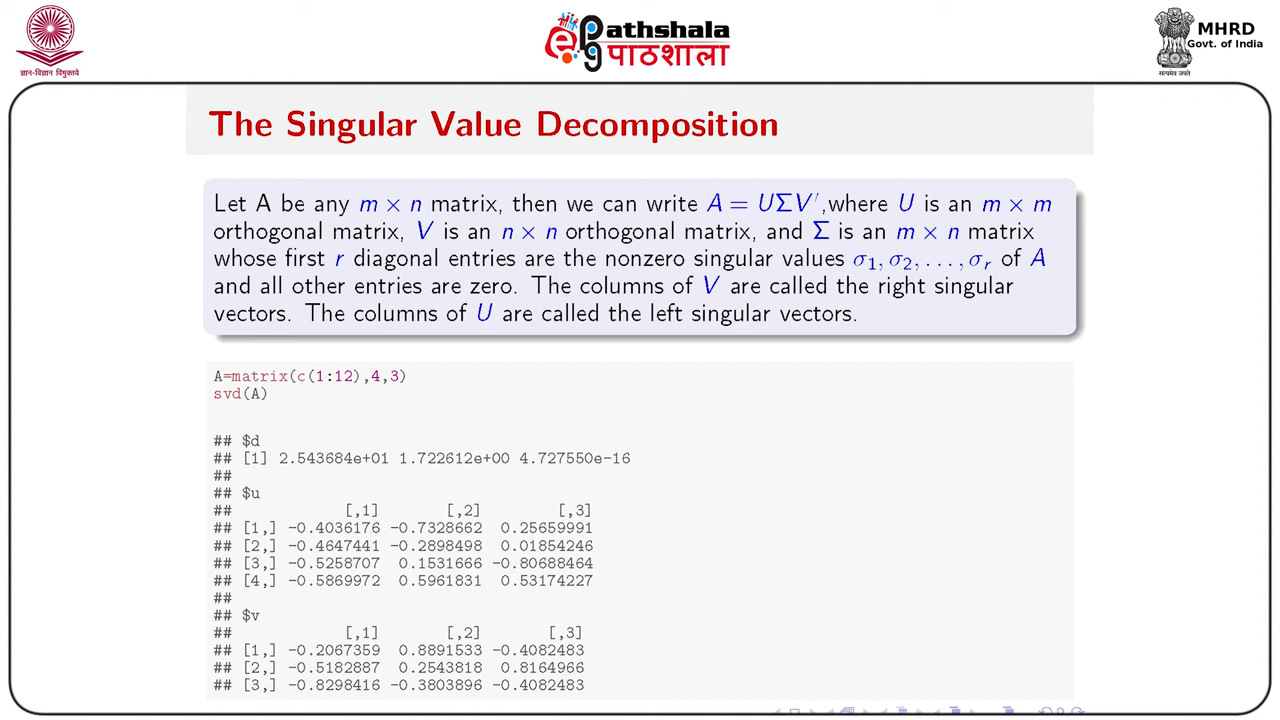 ज्ञान-विज्ञान विमुक्तये
ePathshala
पाठशाला
MHRD
Govt. of India
सत्यमेव जयते
The Singular Value Decomposition
Let A be any m × n matrix, then we can write A = UΣV′,where U is an m × m
orthogonal matrix, V is an n × n orthogonal matrix, and Σ is an m × n matrix
whose first r diagonal entries are the nonzero singular values σ₁, σ₂, . . . , σᵣ of A
and all other entries are zero. The columns of V are called the right singular
vectors. The columns of U are called the left singular vectors.
A=matrix(c(1:12),4,3)
svd(A)
## $d
## [1] 2.543684e+01 1.722612e+00 4.727550e-16
##
## $u
## [,1] [,2] [,3]
## [1,] -0.4036176 -0.7328662 0.25659991
## [2,] -0.4647441 -0.2898498 0.01854246
## [3,] -0.5258707 0.1531666 -0.80688464
## [4,] -0.5869972 0.5961831 0.53174227
##
## $v
## [,1] [,2] [,3]
## [1,] -0.2067359 0.8891533 -0.4082483
## [2,] -0.5182887 0.2543818 0.8164966
## [3,] -0.8298416 -0.3803896 -0.4082483